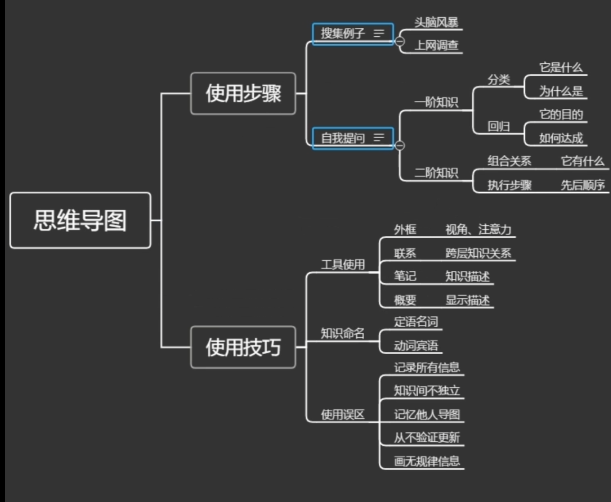 思维导图
使用步骤
搜集例子
头脑风暴
上网调查
自我提问
一阶知识
分类
它是什么
为什么是
回归
它的目的
如何达成
二阶知识
组合关系
它有什么
执行步骤
先后顺序
使用技巧
工具使用
外框
视角、注意力
联系
跨层知识关系
笔记
知识描述
概要
显示描述
知识命名
定语名词
动词宾语
使用误区
记录所有信息
知识间不独立
记忆他人导图
从不验证更新
画无规律信息